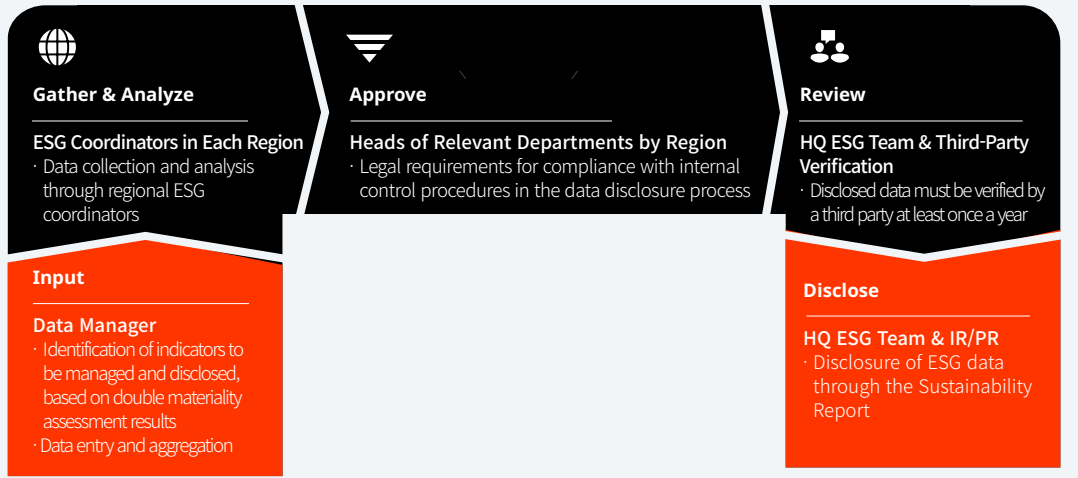 Gather & Analyze
ESG Coordinators in Each Region
· Data collection and analysis
through regional ESG
coordinators
Approve
Heads of Relevant Departments by Region
· Legal requirements for compliance with internal
control procedures in the data disclosure process
Review
HQ ESG Team & Third-Party
Verification
· Disclosed data must be verified by
a third party at least once a year
Input
Data Manager
· Identification of indicators to
be managed and disclosed,
based on double materiality
assessment results
· Data entry and aggregation
Disclose
HQ ESG Team & IR/PR
· Disclosure of ESG data
through the Sustainability
Report